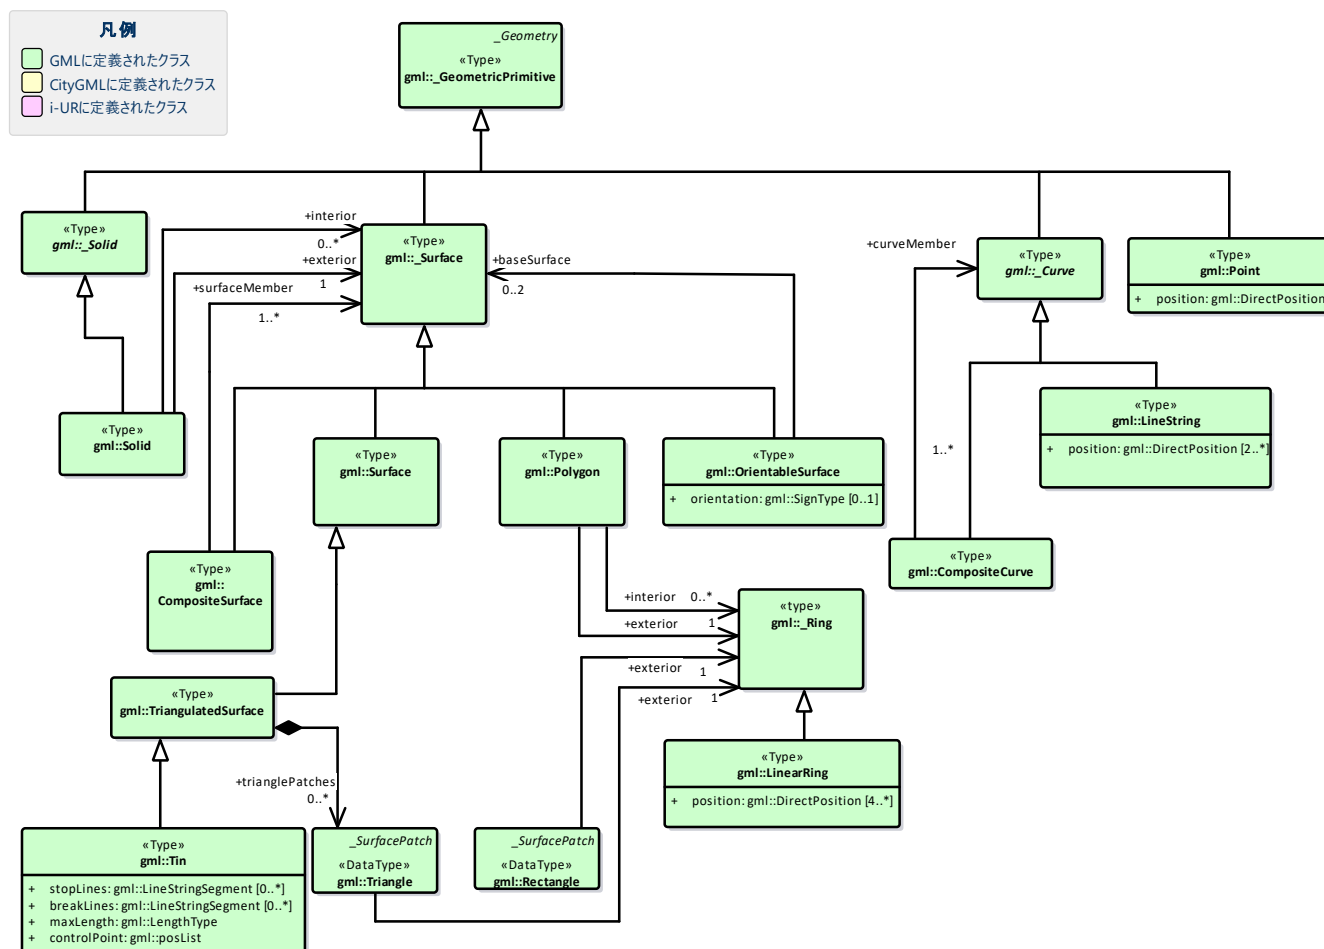 凡例
GMLに定義されたクラス
CityGMLに定義されたクラス
i-URに定義されたクラス
_Geometry
«Type»
gml::_GeometricPrimitive
«Type»
gml::_Solid
+interior
0..*
+exterior
1
+surfaceMember
1..*
«Type»
gml::_Surface
+baseSurface
0..2
+curveMember
«Type»
gml::_Curve
«Type»
gml::Point
+ position: gml::DirectPosition
«Type»
gml::Solid
«Type»
gml::Surface
«Type»
gml::Polygon
«Type»
gml::OrientableSurface
+ orientation: gml::SignType [0..1]
1..*
«Type»
gml::LineString
+ position: gml::DirectPosition [2..*]
«Type»
gml::
CompositeSurface
«Type»
gml::CompositeCurve
+interior 0..*
+exterior 1
+exterior 1
+exterior 1
«type»
gml::_Ring
«Type»
gml::TriangulatedSurface
+trianglePatches
0..*
«Type»
gml::LinearRing
+ position: gml::DirectPosition [4..*]
«Type»
gml::Tin
+ stopLines: gml::LineStringSegment [0..*]
+ breakLines: gml::LineStringSegment [0..*]
+ maxLength: gml::LengthType
+ controlPoint: gml::posList
_SurfacePatch
«DataType»
gml::Triangle
_SurfacePatch
«DataType»
gml::Rectangle